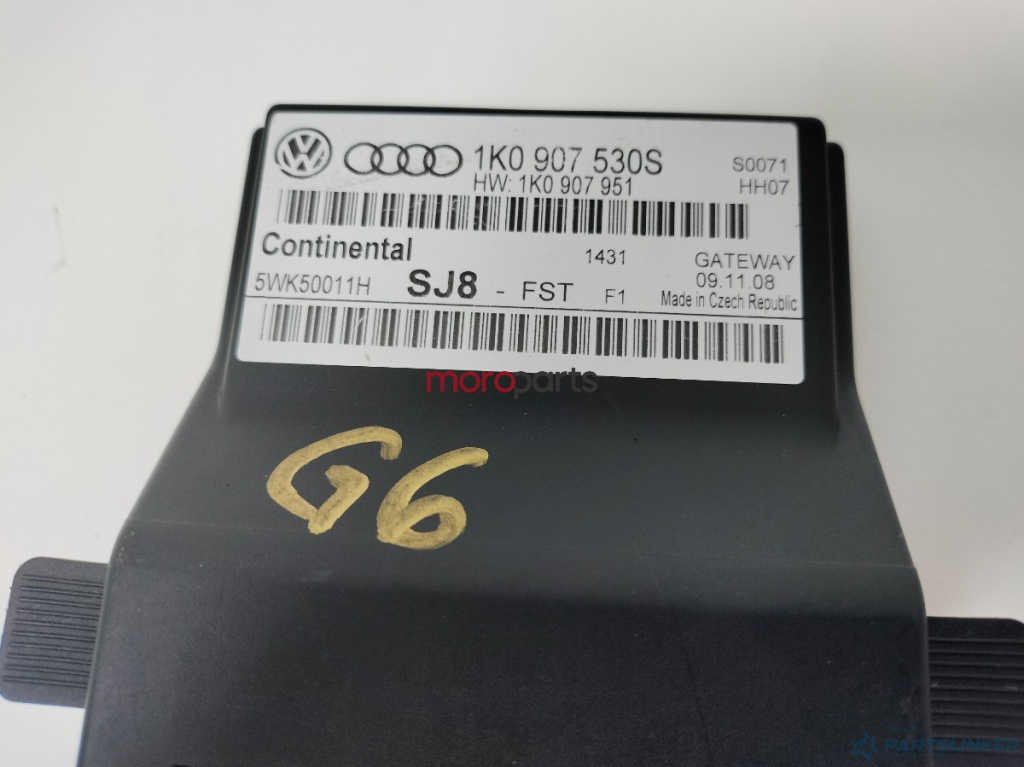 1K0 907 530S S0071
HW: 1K0 907 951 HH07
Continental 1431 GATEWAY
5WK50011H SJ8 - FST F1 09.11.08
Made in Czech Republic
moroparts
G6
PARTSLINKER